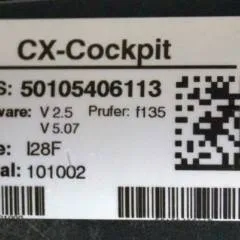 CX-Cockpit
S: 50105406113
ware: V 2.5 Prufer: f135
V 5.07
e: I28F
al: 101002